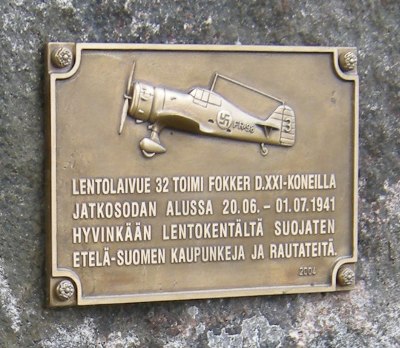 LENTOLAIVUE 32 TOIMI FOKKER D.XXI-KONEILLA
JATKOSODAN ALUSSA 20.06. – 01.07.1941
HYVINKÄÄN LENTOKENTÄLTÄ SUOJATEN
ETELÄ-SUOMEN KAUPUNKEJA JA RAUTATEITÄ.